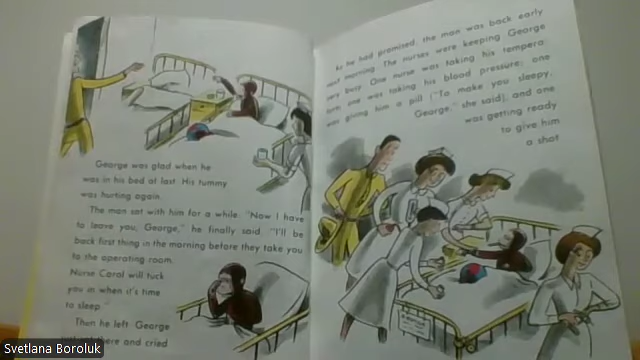 George was glad when he
was in his bed at last. His tummy
was hurting again.
The man sat with him for a while. "Now I have
to leave you, George," he finally said. "I'll be
back first thing in the morning before they take you
to the operating room.
Nurse Carol will tuck
you in when it's time
to sleep."
Then he left George
there and cried
As he had promised, the man was back early
next morning. The nurses were keeping George
very busy. One nurse was taking his tempera-
ture; one was taking his blood pressure; one
was giving him a pill ("To make you sleepy,
George," she said); and one
was getting ready
to give him
a shot
Svetlana Boroluk